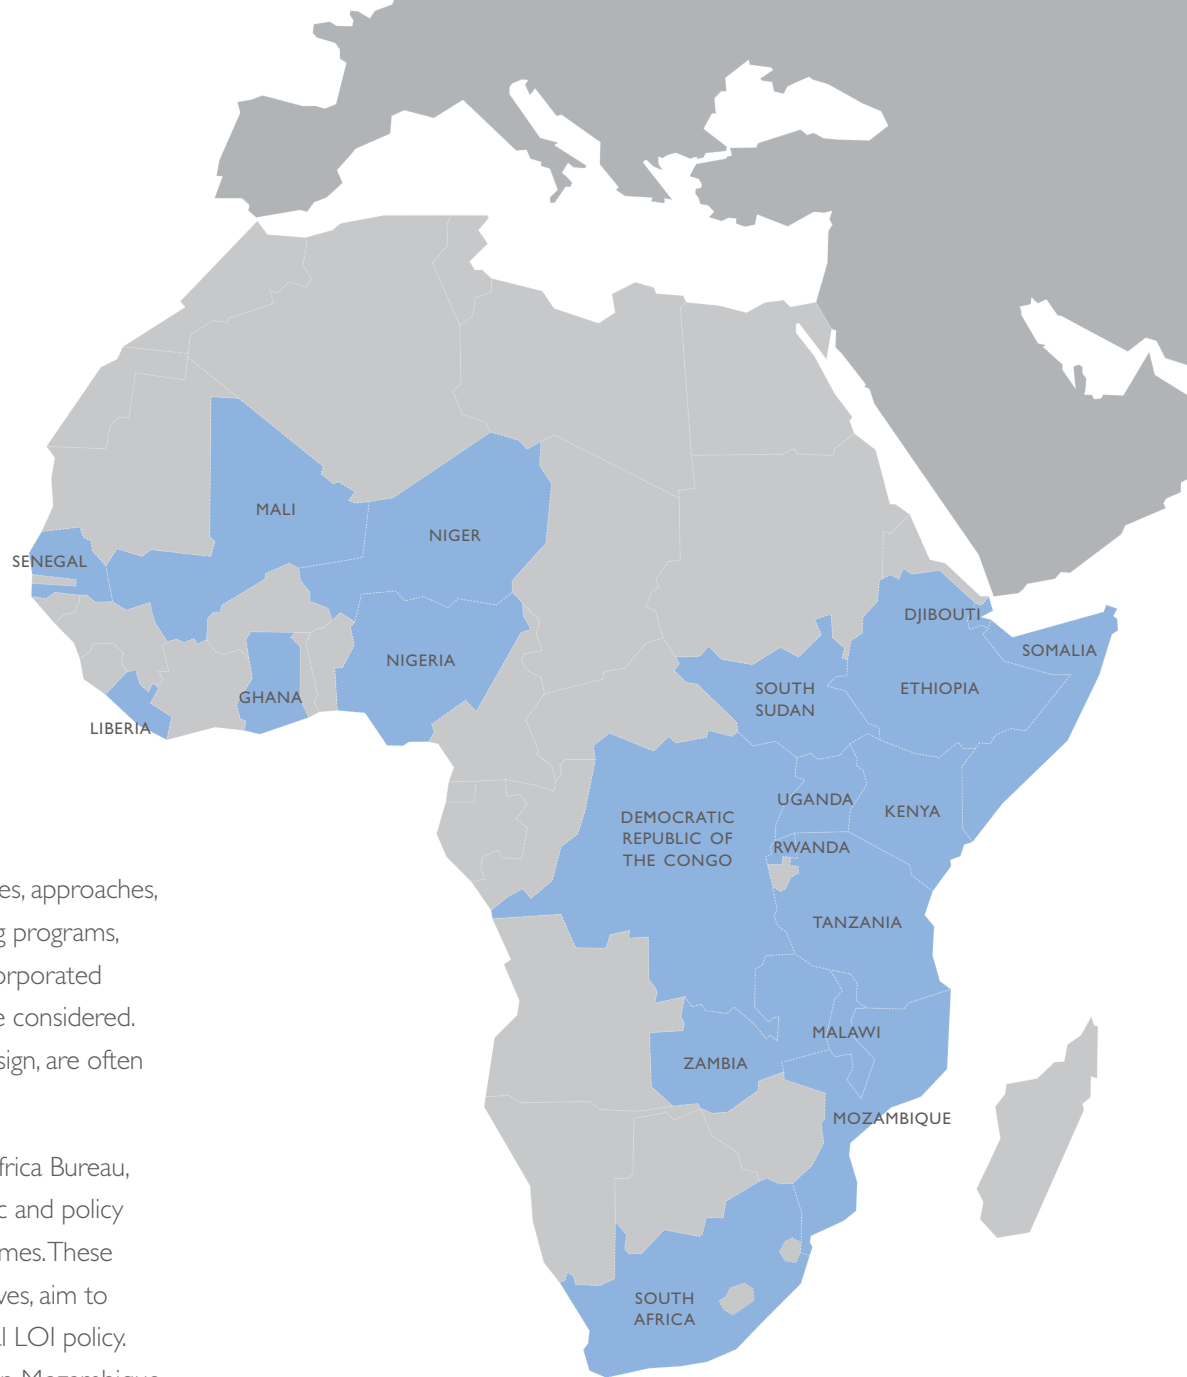 MALI
NIGER
SENEGAL
DJIBOUTI
SOMALIA
NIGERIA
SOUTH
SUDAN
ETHIOPIA
GHANA
LIBERIA
UGANDA
KENYA
DEMOCRATIC
REPUBLIC OF
THE CONGO
RWANDA
TANZANIA
MALAWI
ZAMBIA
MOZAMBIQUE
SOUTH
AFRICA
es, approaches,
g programs,
orporated
e considered.
sign, are often
frica Bureau,
c and policy
mes. These
ves, aim to
l LOI policy.
n Mozambique